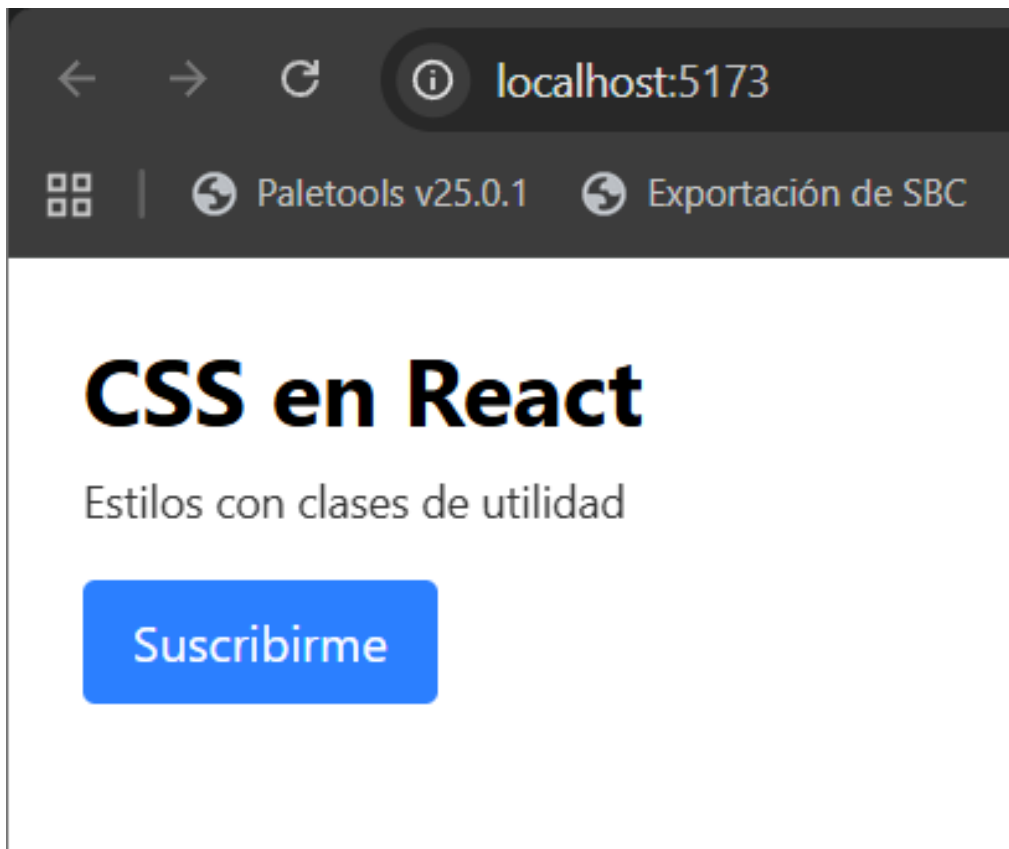 localhost:5173
Paletools v25.0.1 Exportación de SBC
CSS en React
Estilos con clases de utilidad
Suscribirme